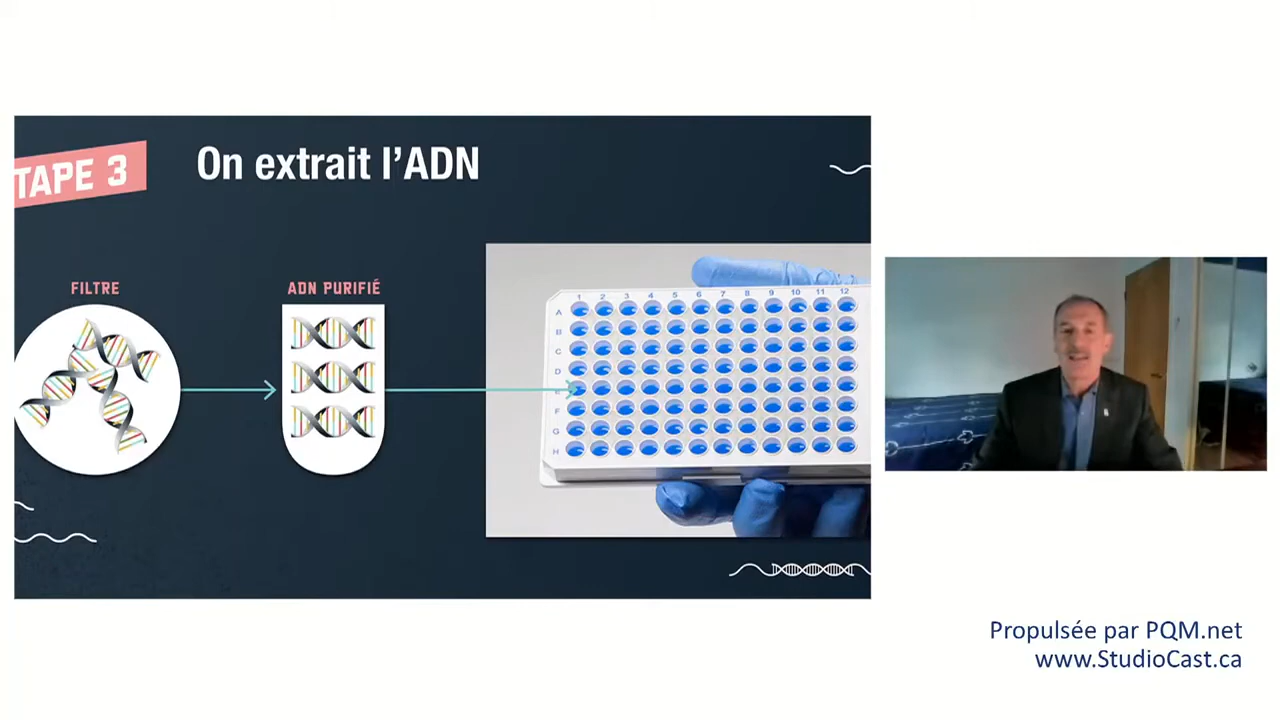 TAPE 3
On extrait l'ADN
FILTRE
ADN PURIFIÉ
1 2 3 4 5 6 7 8 9 10 11 12
A
B
C
D
E
F
G
H
Propulsée par PQM.net
www.StudioCast.ca